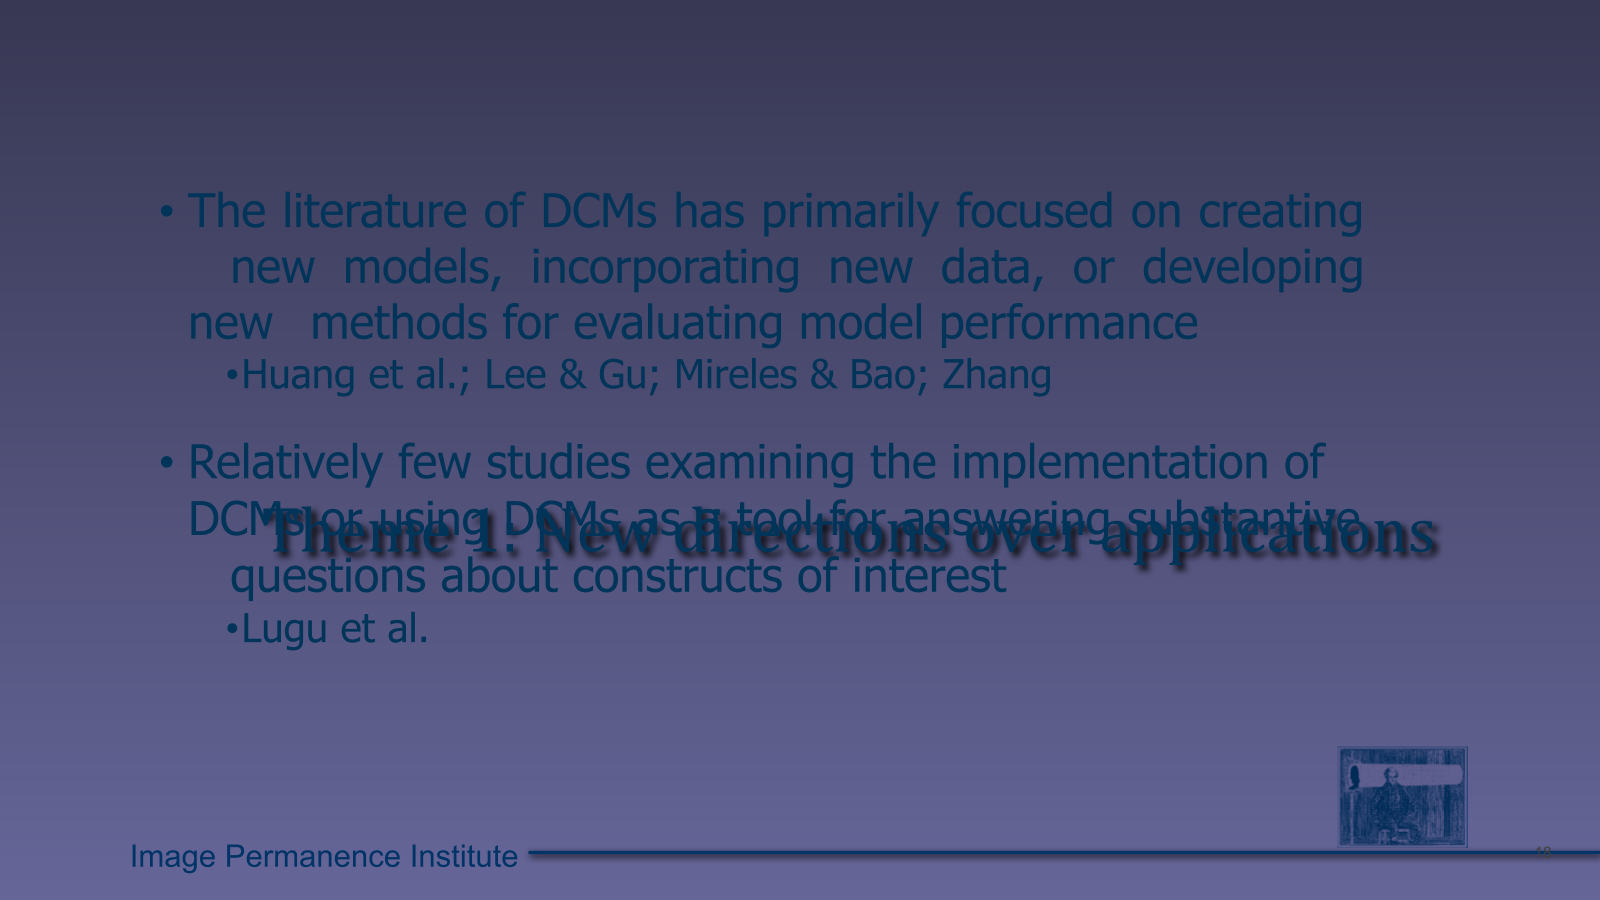 • The literature of DCMs has primarily focused on creating
new models, incorporating new data, or developing
new methods for evaluating model performance
•Huang et al.; Lee & Gu; Mireles & Bao; Zhang
• Relatively few studies examining the implementation of
DCMs or using DCMs as a tool for answering substantive
Theme 1: New directions over applications
questions about constructs of interest
•Lugu et al.
Image Permanence Institute